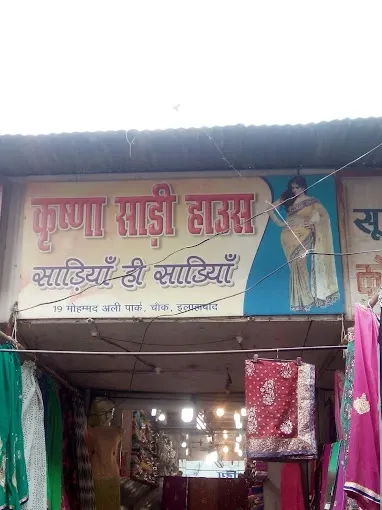 कृष्णा साड़ी हाउस
साड़ियाँ ही साडियाँ
19 मोहम्मद अली पार्क, चौक, इलाहाबाद